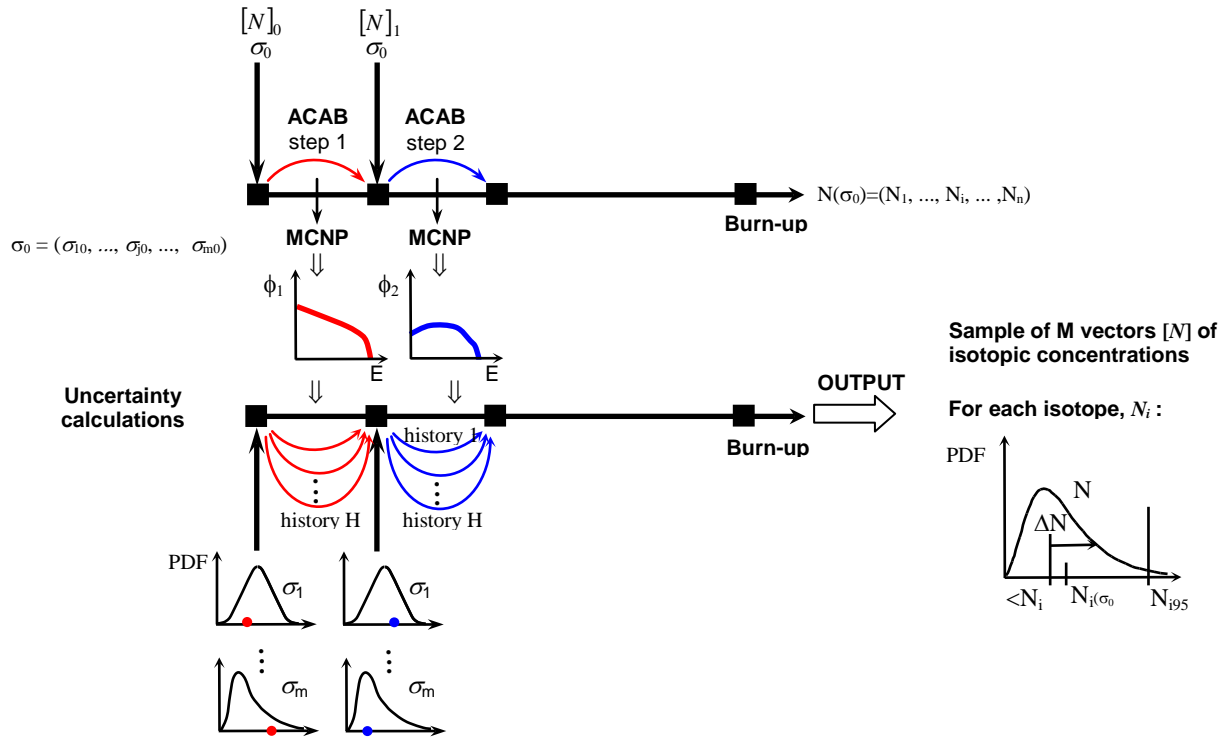 [N]₀ [N]₁
σ₀ σ₀
ACAB ACAB
step 1 step 2
N(σ₀)=(N₁, ..., Nᵢ, ... ,Nₙ)
Burn-up
σ₀ = (σ₁₀, ..., σⱼ₀, ..., σₘ₀)
MCNP MCNP
⇓ ⇓
ϕ₁ ϕ₂
E E
⇓ ⇓
Sample of M vectors [N] of
isotopic concentrations
Uncertainty
calculations
OUTPUT
For each isotope, Nᵢ :
history 1
Burn-up
⋮ ⋮
history H history H
PDF
N
ΔN
<Nᵢ Nᵢ(σ₀ Nᵢ₉₅
PDF
σ₁ σ₁
⋮ ⋮
σₘ σₘ